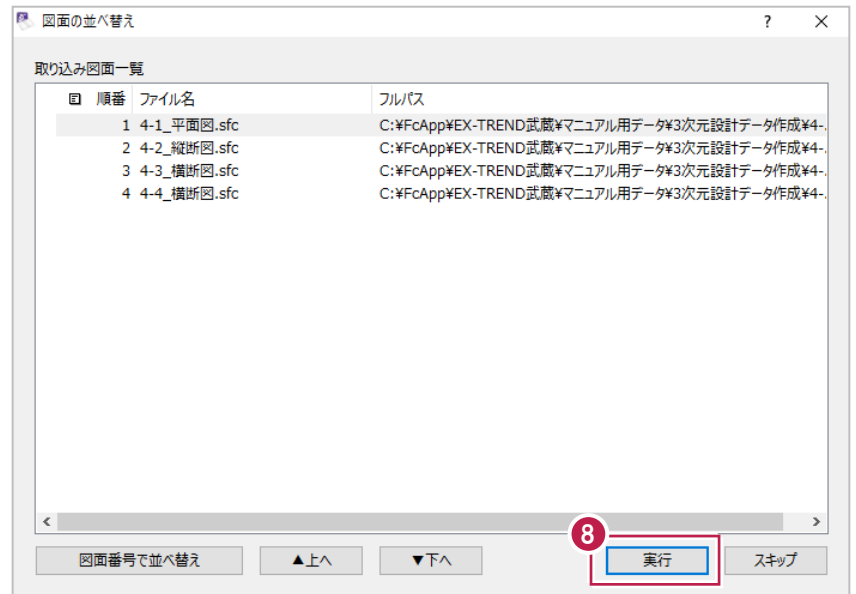 図面の並べ替え ? ×
取り込み図面一覧
順番 ファイル名 フルパス
1 4-1_平面図.sfc C:¥FcApp¥EX-TREND武蔵¥マニュアル用データ¥3次元設計データ作成¥4-.
2 4-2_縦断図.sfc C:¥FcApp¥EX-TREND武蔵¥マニュアル用データ¥3次元設計データ作成¥4-.
3 4-3_横断図.sfc C:¥FcApp¥EX-TREND武蔵¥マニュアル用データ¥3次元設計データ作成¥4-.
4 4-4_横断図.sfc C:¥FcApp¥EX-TREND武蔵¥マニュアル用データ¥3次元設計データ作成¥4-.
8
図面番号で並べ替え ▲上へ ▼下へ 実行 スキップ